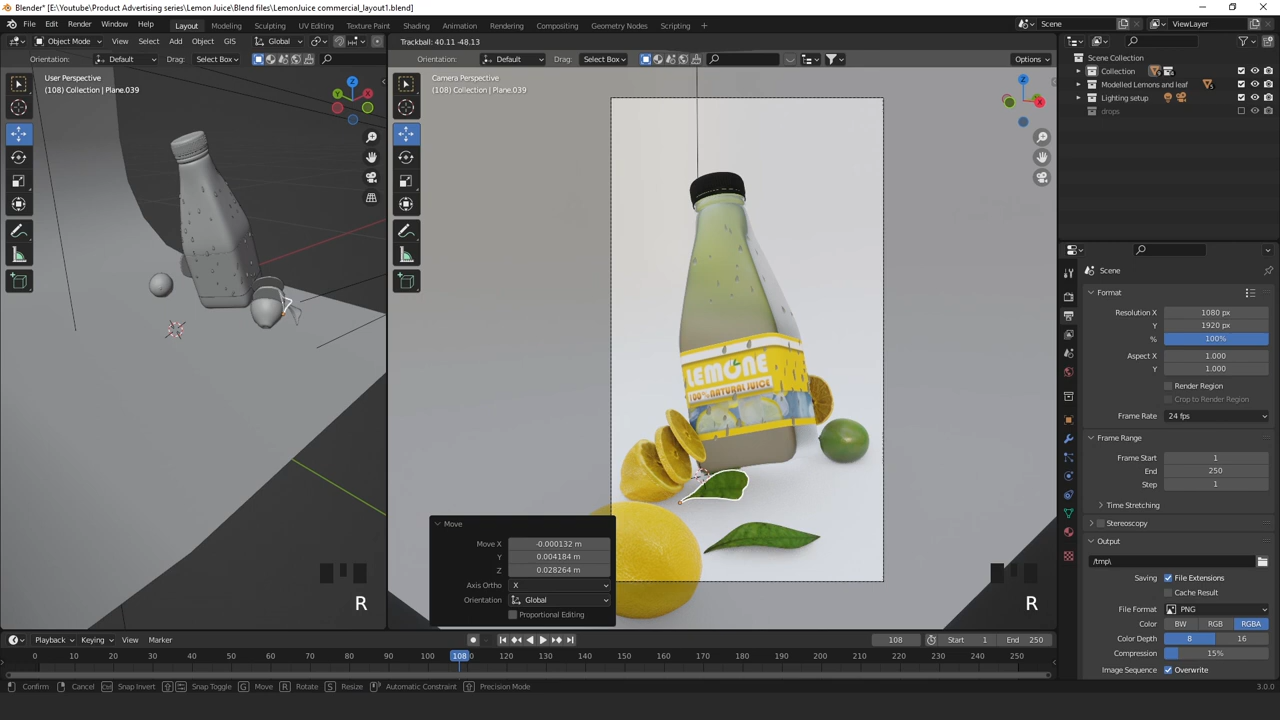 Blender* [E:\Youtube\Product Advertising series\Lemon Juice\Blend files\LemonJuice commercial_layout1.blend]
File Edit Render Window Help Layout Modeling Sculpting UV Editing Texture Paint Shading Animation Rendering Compositing Geometry Nodes Scripting Scene ViewLayer
Object Mode View Select Add Object GIS Global Trackball: 40.11 -48.13
Orientation: Default Drag: Select Box Orientation: Default Drag: Select Box Options
User Perspective
(108) Collection | Plane.039
Camera Perspective
(108) Collection | Plane.039
Scene Collection
Collection
Modelled Lemons and leaf
Lighting setup
drops
Scene
Format
Resolution X 1080 px
Y 1920 px
% 100%
Aspect X 1.000
Y 1.000
Render Region
Crop to Render Region
Frame Rate 24 fps
Frame Range
Frame Start 1
End 250
Step 1
Time Stretching
Stereoscopy
Output
/tmp\
Saving File Extensions
Cache Result
File Format PNG
Color BW RGB RGBA
Color Depth 8 16
Compression 15%
Image Sequence Overwrite
LEMONE
100% NATURAL JUICE
Move
Move X -0.000132 m
Y 0.004184 m
Z 0.028264 m
Axis Ortho X
Orientation Global
Proportional Editing
R
R
Playback Keying View Marker 108 Start 1 End 250
0 10 20 30 40 50 60 70 80 90 100 108 120 130 140 150 160 170 180 190 200 210 220 230 240 250
Confirm Cancel Snap Invert Snap Toggle G Move R Rotate S Resize Automatic Constraint Precision Mode 3.0.0